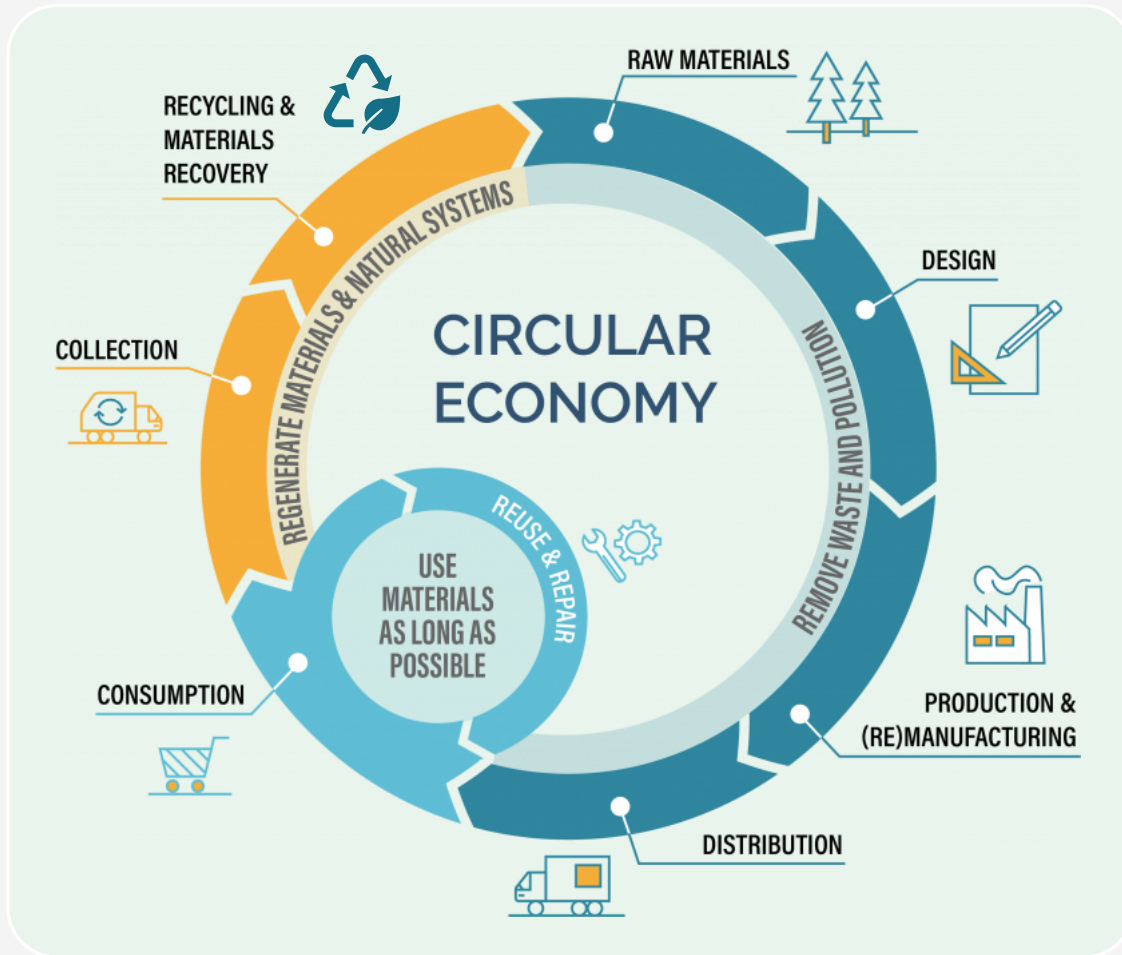 RAW MATERIALS
RECYCLING &
MATERIALS
RECOVERY
REGENERATE MATERIALS & NATURAL SYSTEMS
DESIGN
CIRCULAR
ECONOMY
REMOVE WASTE AND POLLUTION
COLLECTION
REUSE & REPAIR
USE
MATERIALS
AS LONG AS
POSSIBLE
CONSUMPTION
PRODUCTION &
(RE)MANUFACTURING
DISTRIBUTION